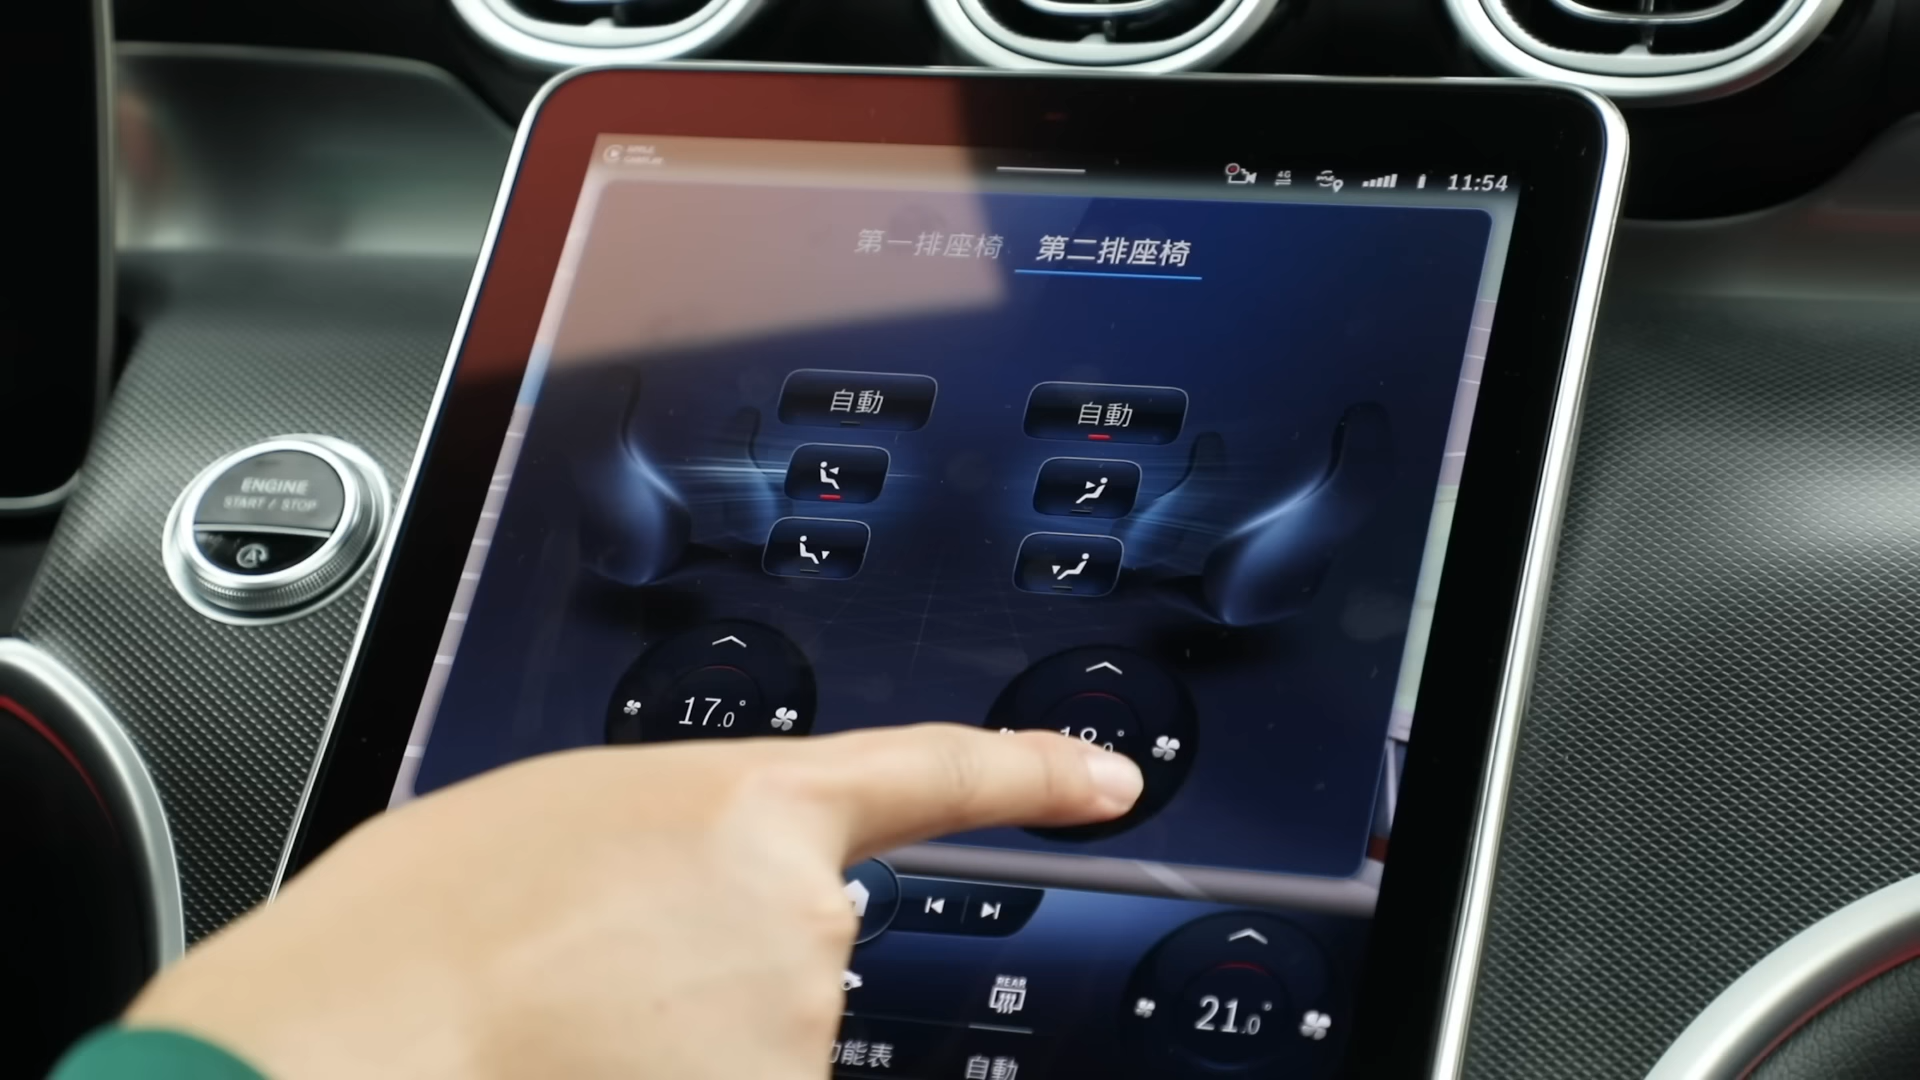 4G
11:54
第一排座椅 第二排座椅
自動 自動
ENGINE
START / STOP
A
17.0°
REAR
21.0°
能表
自動